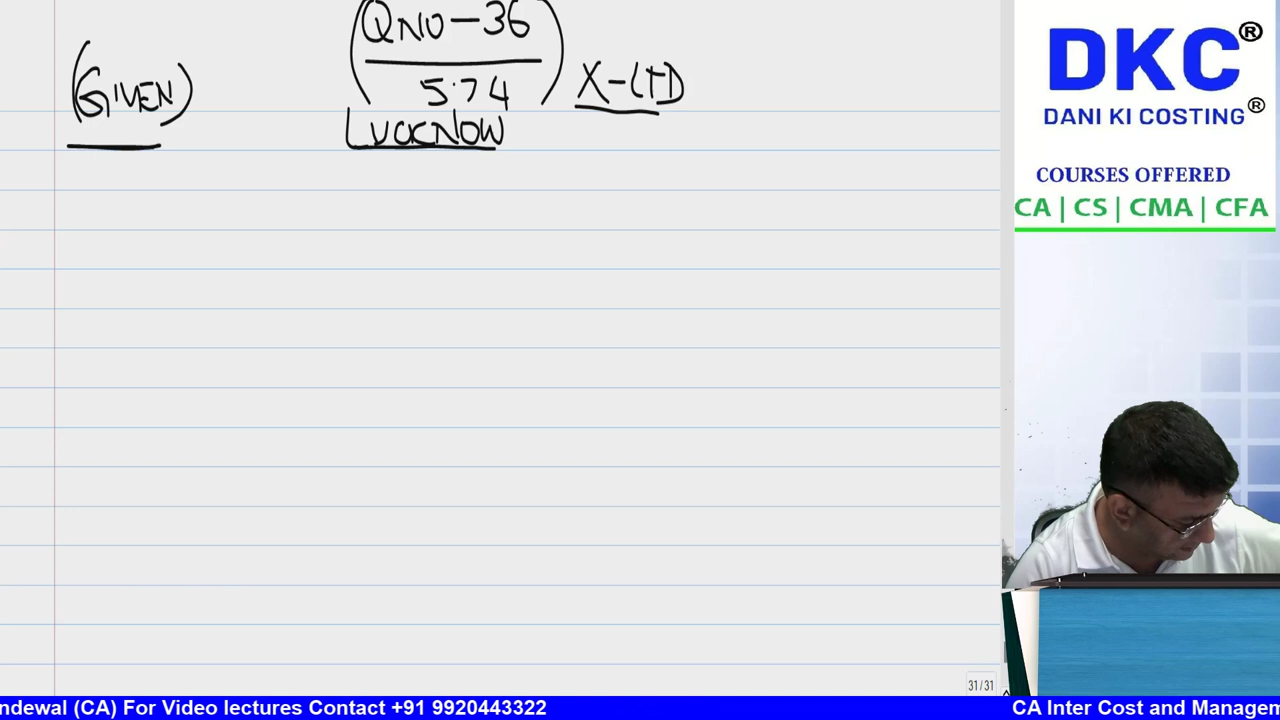 QNO-36
(GIVEN)
5.74
X-LTD
LUCKNOW
DKC®
DANI KI COSTING®
COURSES OFFERED
CA | CS | CMA | CFA
31/31
ndewal (CA) For Video lectures Contact +91 9920443322
CA Inter Cost and Managem